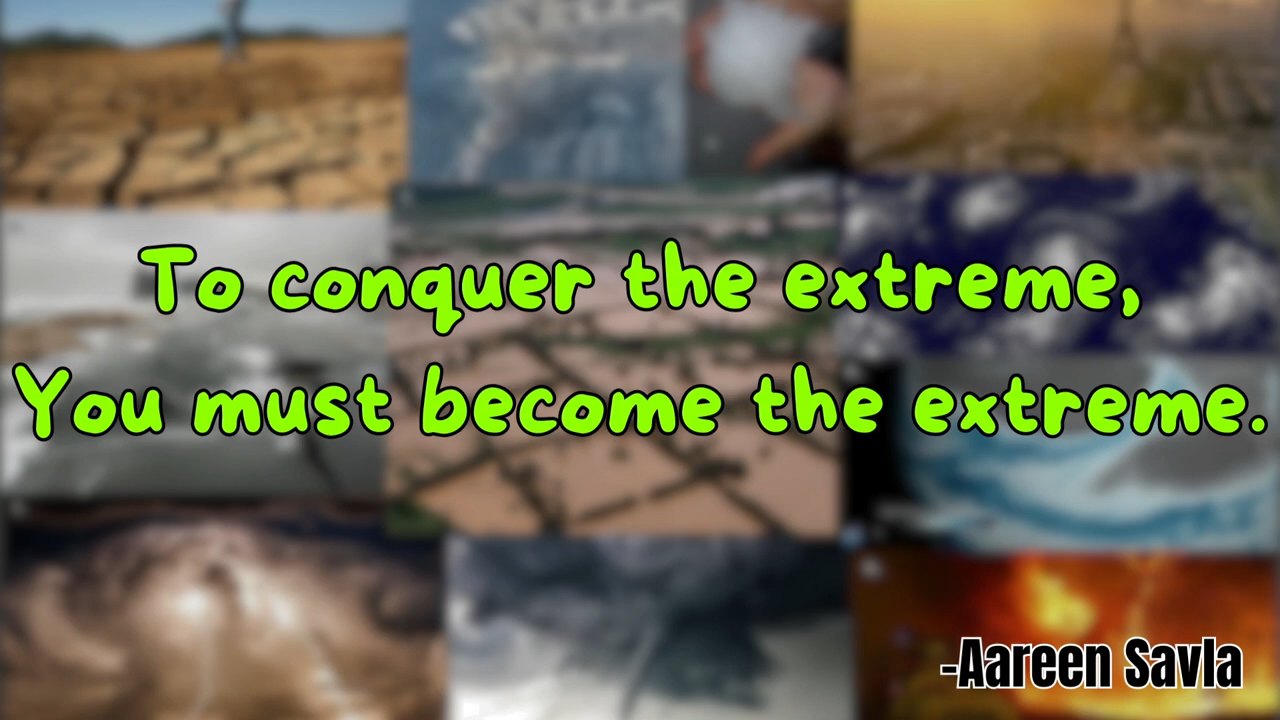 To conquer the extreme,
You must become the extreme.
-Aareen Savla